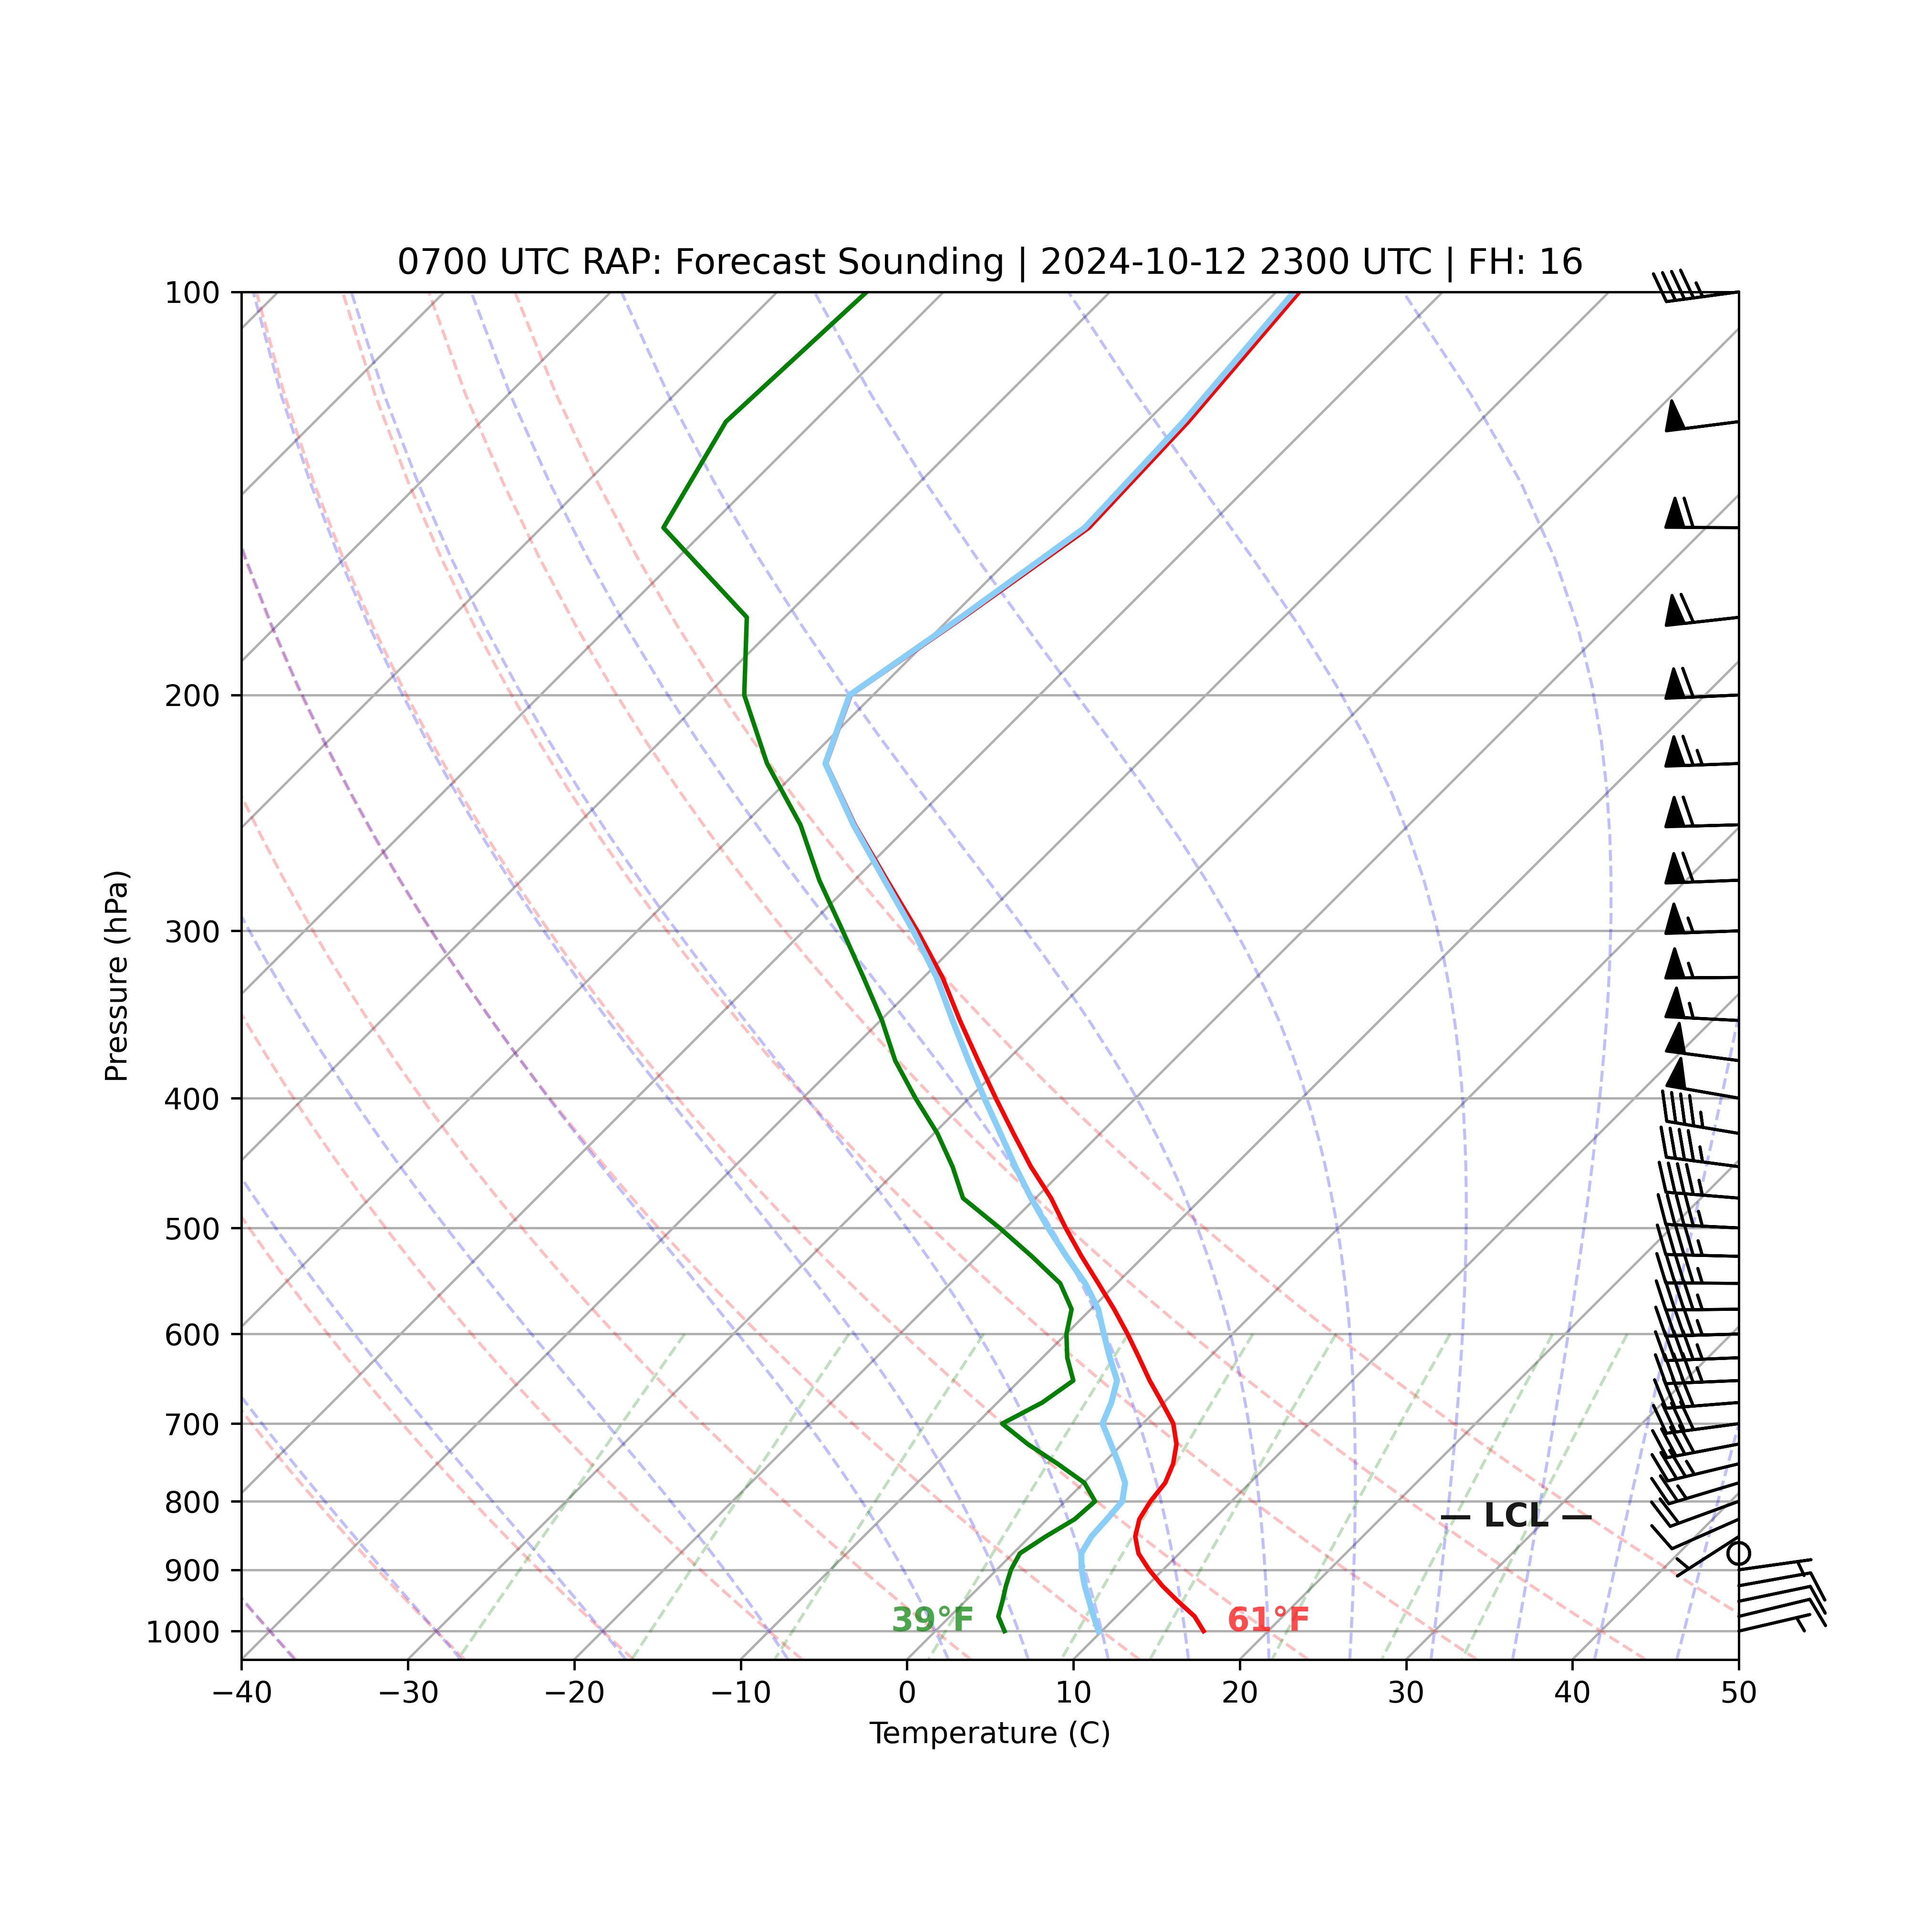 0700 UTC RAP: Forecast Sounding | 2024-10-12 2300 UTC | FH: 16
100
200
300
400
500
600
700
800
900
1000
Pressure (hPa)
LCL
39°F
61°F
−40 −30 −20 −10 0 10 20 30 40 50
Temperature (C)